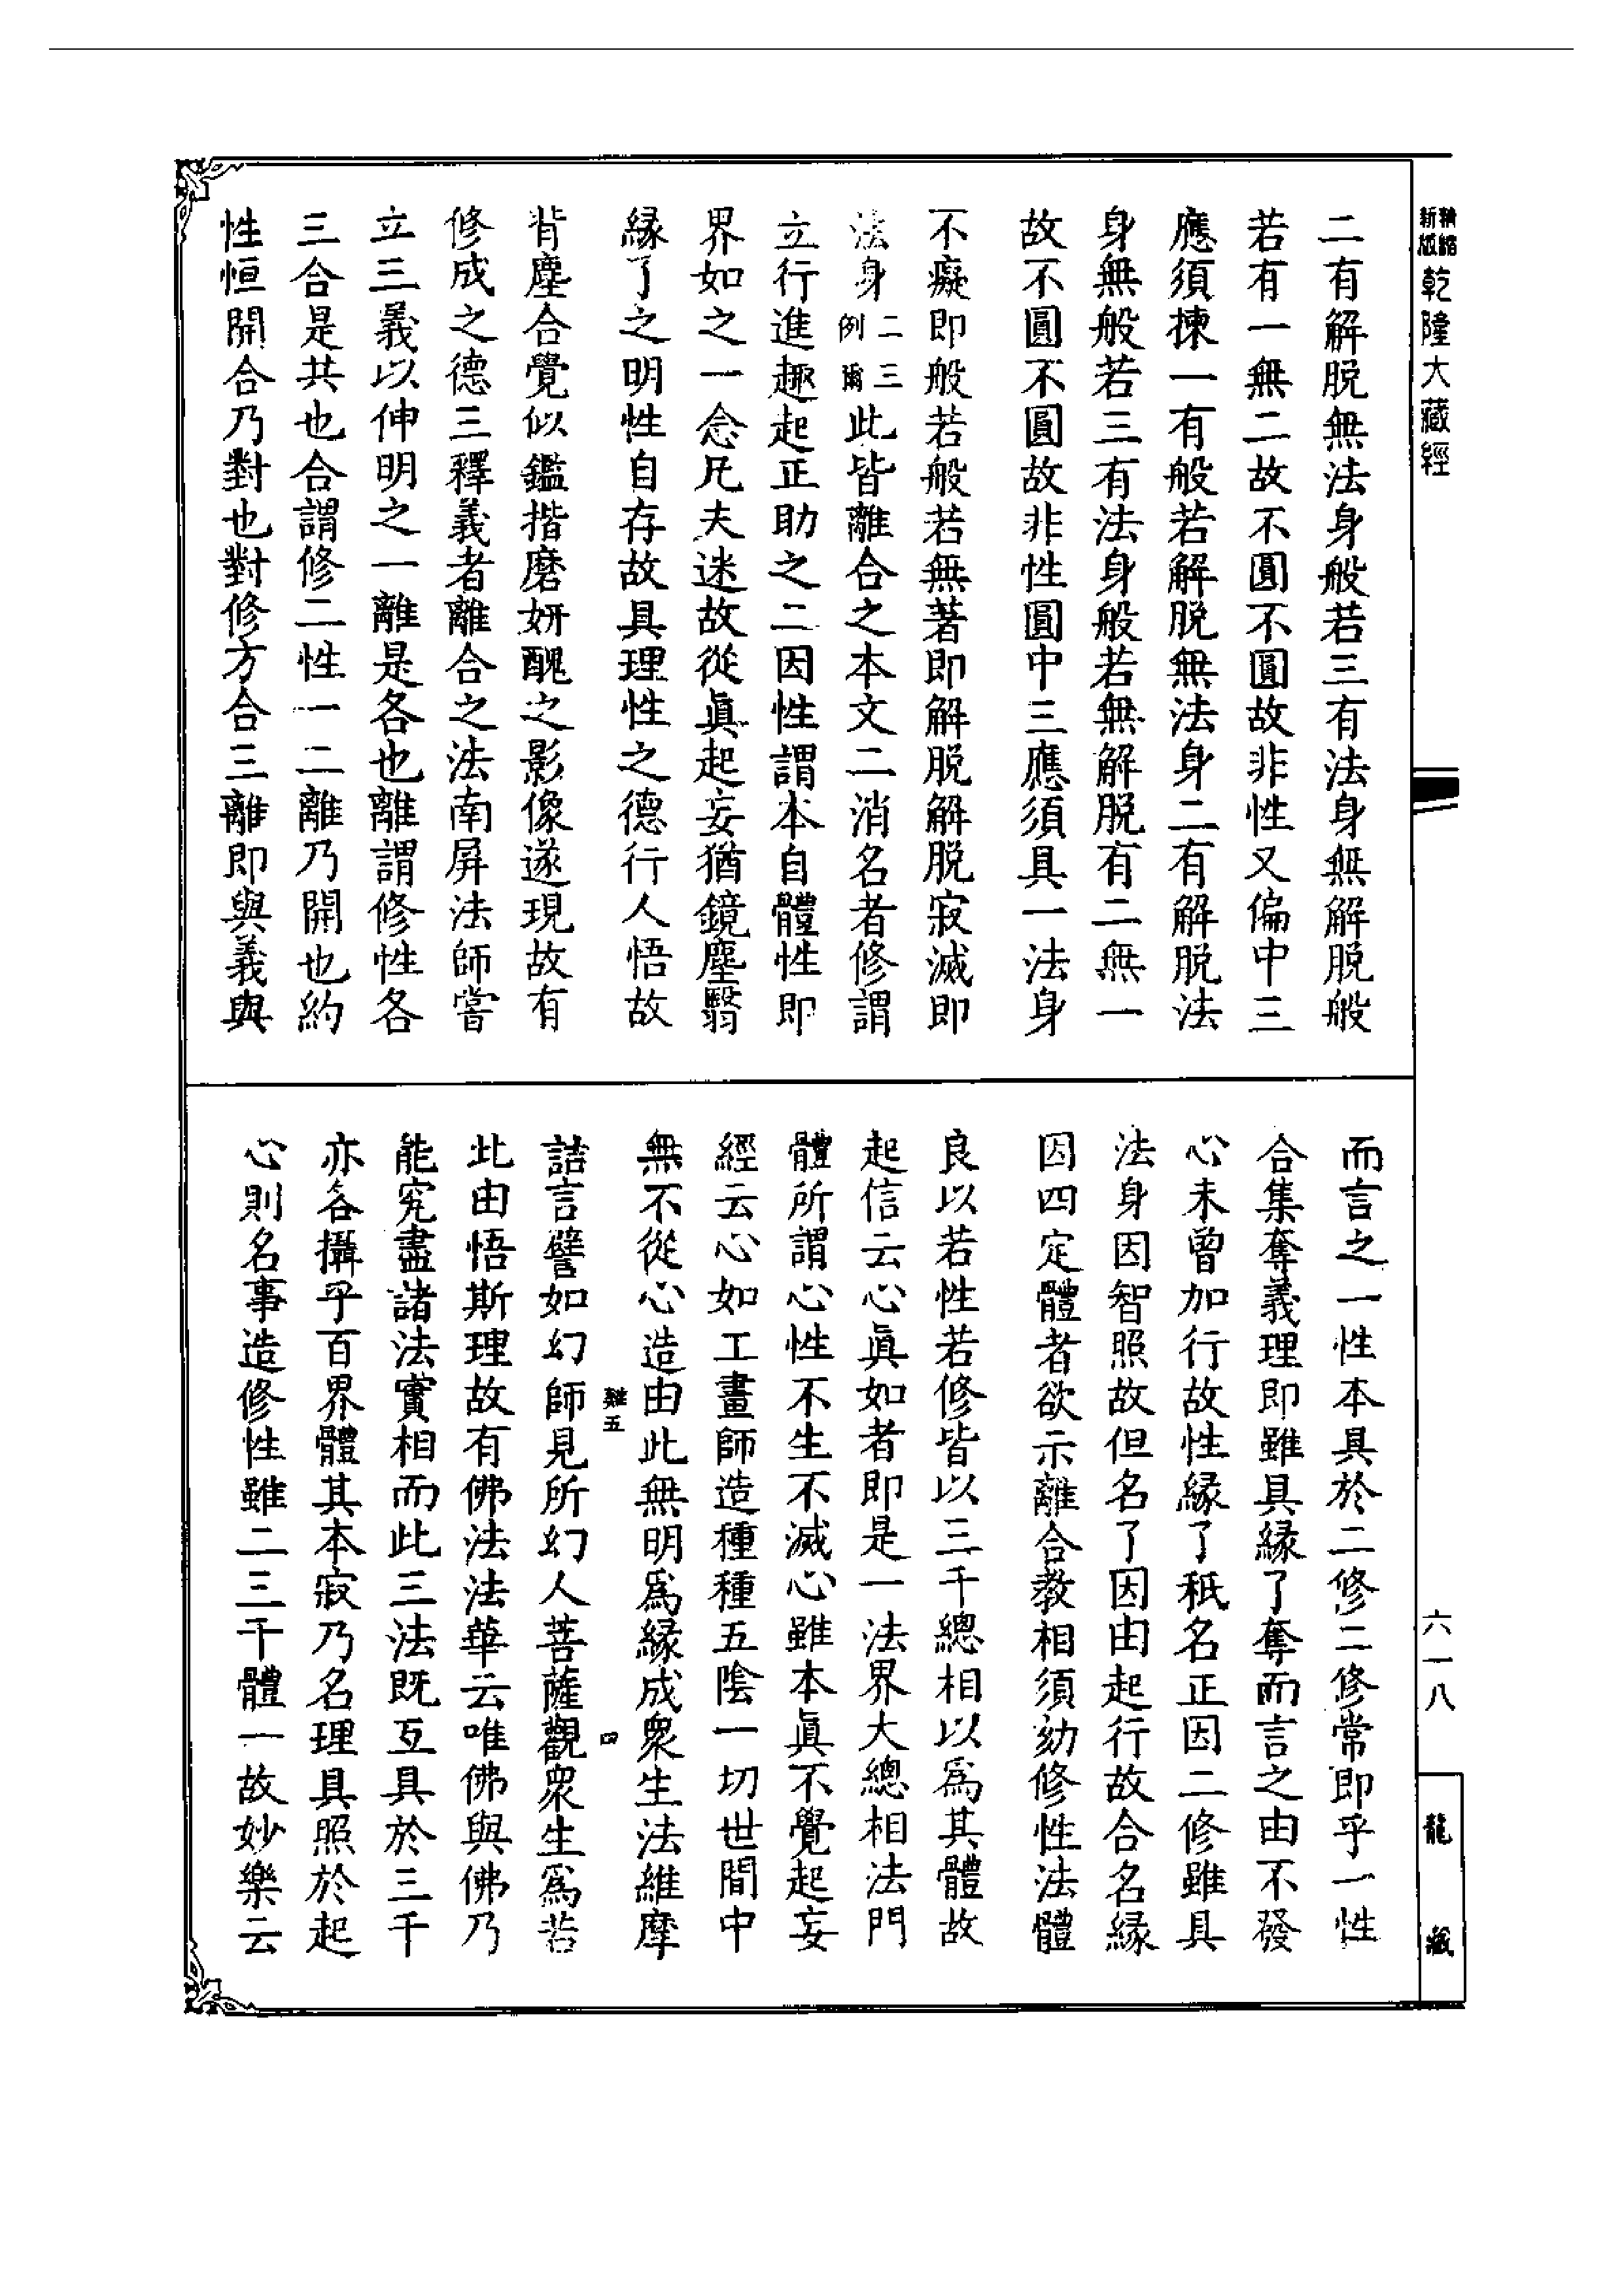 精縮新版乾隆大藏經
二有解脱無法身般若三有法身無解脱般
若有一無二故不圓不圓故非性又偏中三
應須揀一有般若解脱無法身二有解脱法
身無般若三有法身般若無解脱有二無一
故不圓不圓故非性圓中三應須具一法身
不癡即般若般若無著即解脱解脱寂滅即
法身二三例爾此皆離合之本文二消名者修謂
立行進趣起正助之二因性謂本自體性即
界如之一念凡夫迷故從眞起妄猶鏡塵翳
緣了之明性自存故具理性之德行人悟故
背塵合覺似鑑揩磨妍醜之影像遂現故有
修成之德三釋義者離合之法南屏法師嘗
立三義以伸明之一離是各也離謂修性各
三合是共也合謂修二性一二離乃開也約
性恒開合乃對也對修方合三離即與義與
而言之一性本具於二修二修常即乎一性
合集奪義理即雖具緣了奪而言之由不發
心未曾加行故性緣了秖名正因二修雖具
法身因智照故但名了因由起行故合名緣
因四定體者欲示離合教相須効修性法體
良以若性若修皆以三千總相以爲其體故
起信云心眞如者即是一法界大總相法門
體所謂心性不生不滅心雖本眞不覺起妄
經云心如工畫師造種種五陰一切世間中
無不從心造由此無明爲緣成衆生法維摩
雞五 四
詰言譬如幻師見所幻人菩薩觀衆生爲若
此由悟斯理故有佛法法華云唯佛與佛乃
能究盡諸法實相而此三法既互具於三千
亦各攝乎百界體其本寂乃名理具照於起
心則名事造修性雖二三千體一故妙樂云
六一八
龍藏